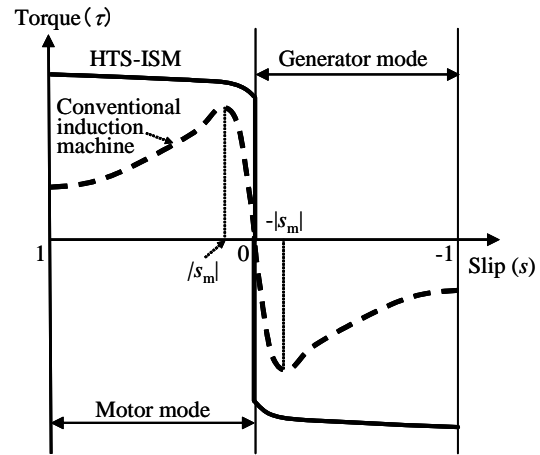 Torque(τ)
HTS-ISM
Generator mode
Conventional
induction
machine
-|sm|
1
0
-1
/sm|
Slip (s)
Motor mode